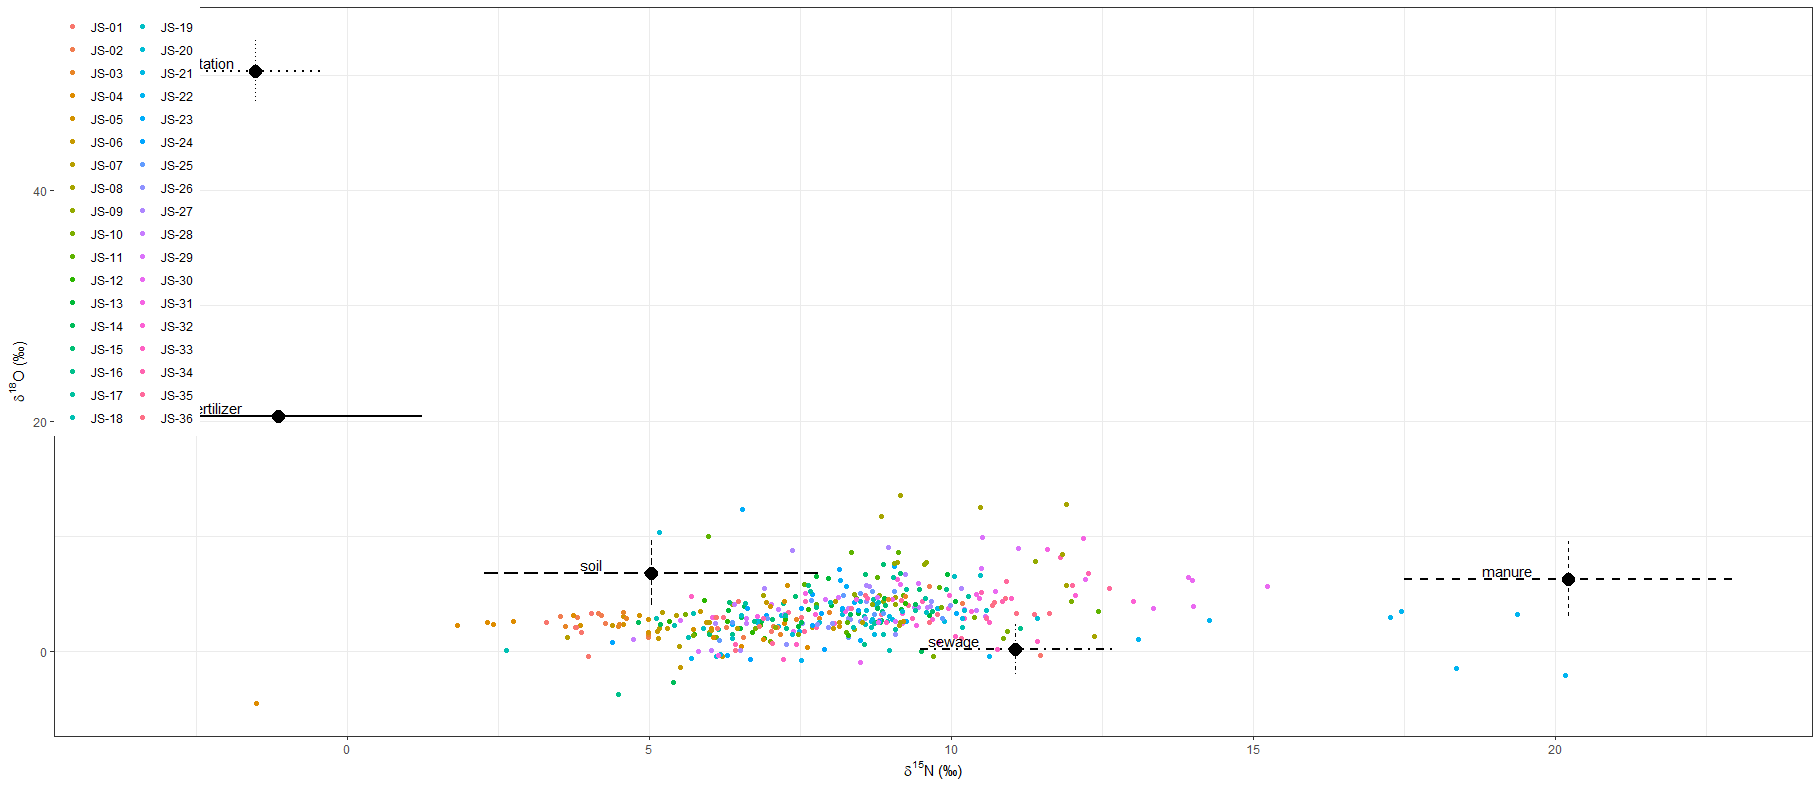 JS-01 JS-19
JS-02 JS-20
JS-03 JS-21
JS-04 JS-22
JS-05 JS-23
JS-06 JS-24
JS-07 JS-25
JS-08 JS-26
JS-09 JS-27
JS-10 JS-28
JS-11 JS-29
JS-12 JS-30
JS-13 JS-31
JS-14 JS-32
JS-15 JS-33
JS-16 JS-34
JS-17 JS-35
JS-18 JS-36
tation
ertilizer
soil
sewage
manure
40
20
0
δ¹⁸O (‰)
0 5 10 15 20
δ¹⁵N (‰)